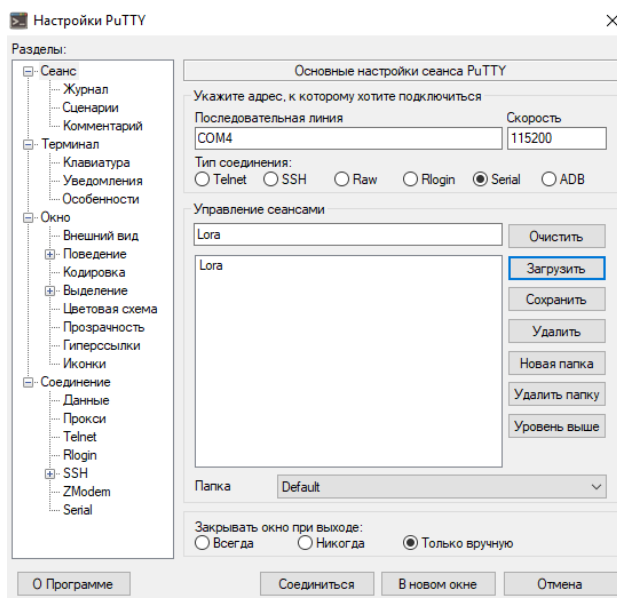 Настройки PuTTY
Разделы:
Сеанс
Журнал
Сценарии
Комментарий
Терминал
Клавиатура
Уведомления
Особенности
Окно
Внешний вид
Поведение
Кодировка
Выделение
Цветовая схема
Прозрачность
Гиперссылки
Иконки
Соединение
Данные
Прокси
Telnet
Rlogin
SSH
ZModem
Serial
Основные настройки сеанса PuTTY
Укажите адрес, к которому хотите подключиться
Последовательная линия Скорость
COM4 115200
Тип соединения:
Telnet SSH Raw Rlogin Serial ADB
Управление сеансами
Lora Очистить
Lora Загрузить
Сохранить
Удалить
Новая папка
Удалить папку
Уровень выше
Папка Default
Закрывать окно при выходе:
Всегда Никогда Только вручную
О Программе Соединиться В новом окне Отмена